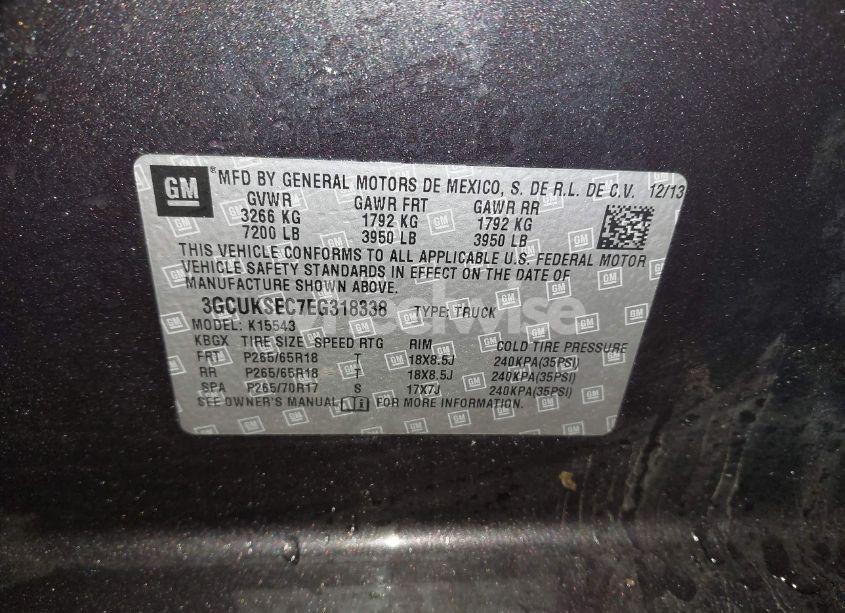 GM ® MFD BY GENERAL MOTORS DE MEXICO, S. DE R.L. DE C.V. 12/13
GVWR GAWR FRT GAWR RR
3266 KG 1792 KG 1792 KG
7200 LB 3950 LB 3950 LB
THIS VEHICLE CONFORMS TO ALL APPLICABLE U.S. FEDERAL MOTOR
VEHICLE SAFETY STANDARDS IN EFFECT ON THE DATE OF
MANUFACTURE SHOWN ABOVE.
3GCUKSEC7EG318338 TYPE: TRUCK
MODEL: K15543
KBGX TIRE SIZE SPEED RTG RIM COLD TIRE PRESSURE
FRT P265/65R18 T 18X8.5J 240KPA(35PSI)
RR P265/65R18 T 18X8.5J 240KPA(35PSI)
SPA P265/70R17 S 17X7J 240KPA(35PSI)
SEE OWNER'S MANUAL FOR MORE INFORMATION.